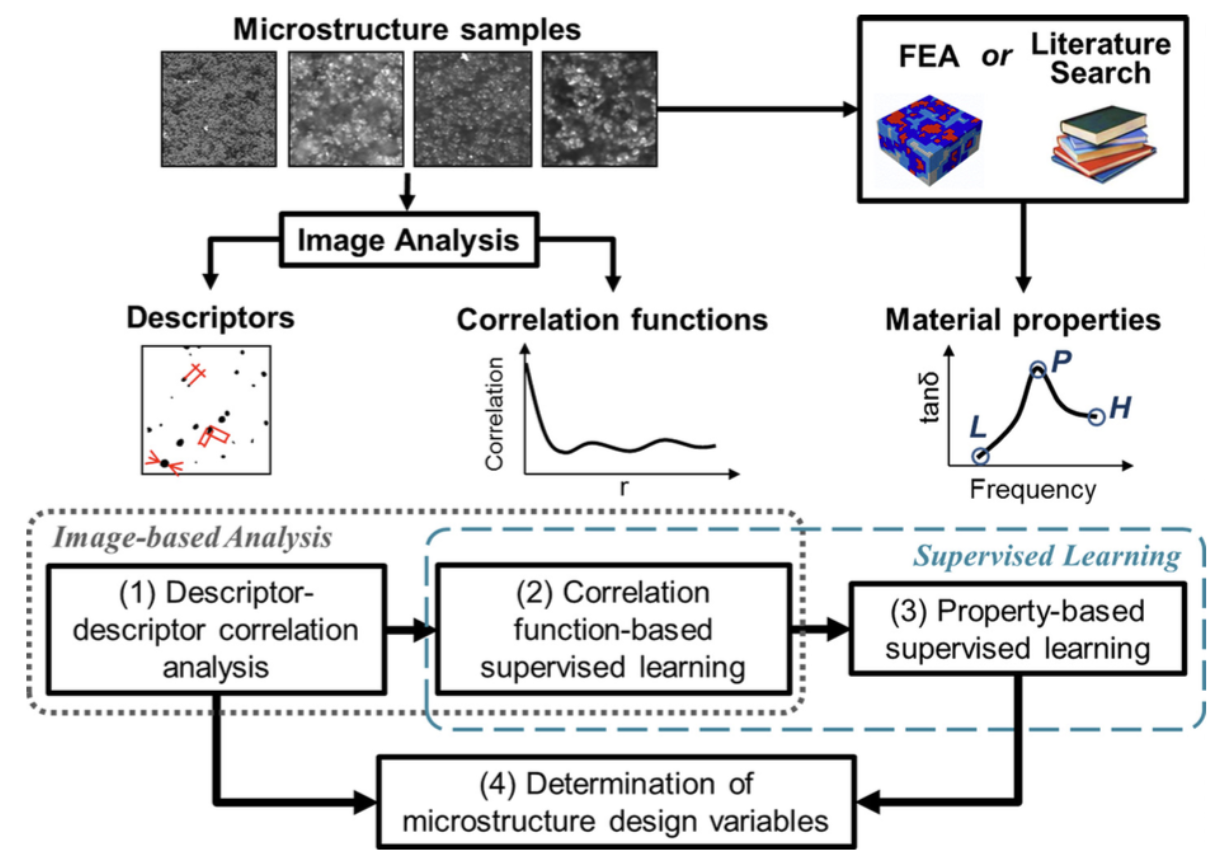 Microstructure samples
FEA or Literature
Search
Image Analysis
Descriptors
Correlation functions
Material properties
Correlation
r
tanδ
L
P
H
Frequency
Image-based Analysis
Supervised Learning
(1) Descriptor-
descriptor correlation
analysis
(2) Correlation
function-based
supervised learning
(3) Property-based
supervised learning
(4) Determination of
microstructure design variables